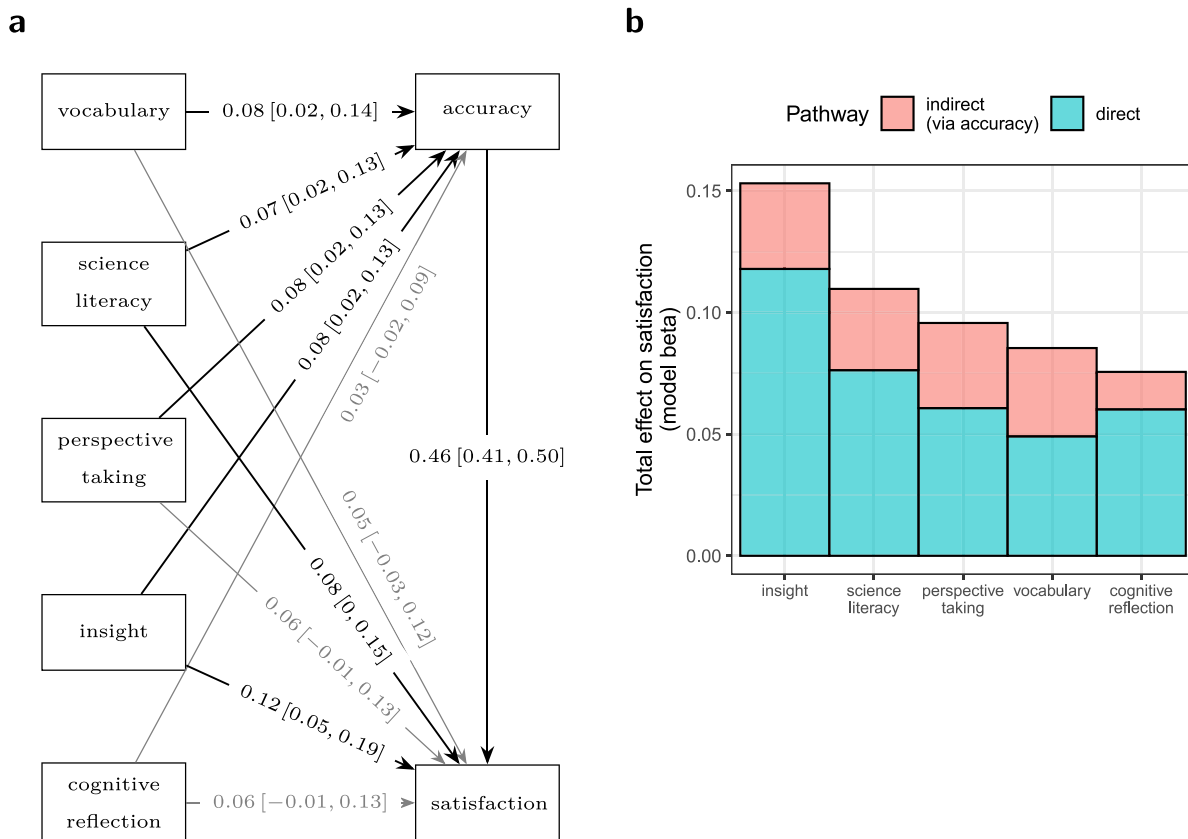 a
vocabulary
0.08 [0.02, 0.14]
accuracy
0.07 [0.02, 0.13]
science
literacy
0.08 [0.02, 0.13]
0.08 [0.02, 0.13]
0.03 [−0.02, 0.09]
perspective
taking
0.46 [0.41, 0.50]
0.05 [−0.03, 0.12]
0.08 [0, 0.15]
0.06 [−0.01, 0.13]
insight
0.12 [0.05, 0.19]
cognitive
reflection
0.06 [−0.01, 0.13]
satisfaction
b
Pathway
indirect
(via accuracy)
direct
Total effect on satisfaction
(model beta)
0.15
0.10
0.05
0.00
insight
science
literacy
perspective
taking
vocabulary
cognitive
reflection